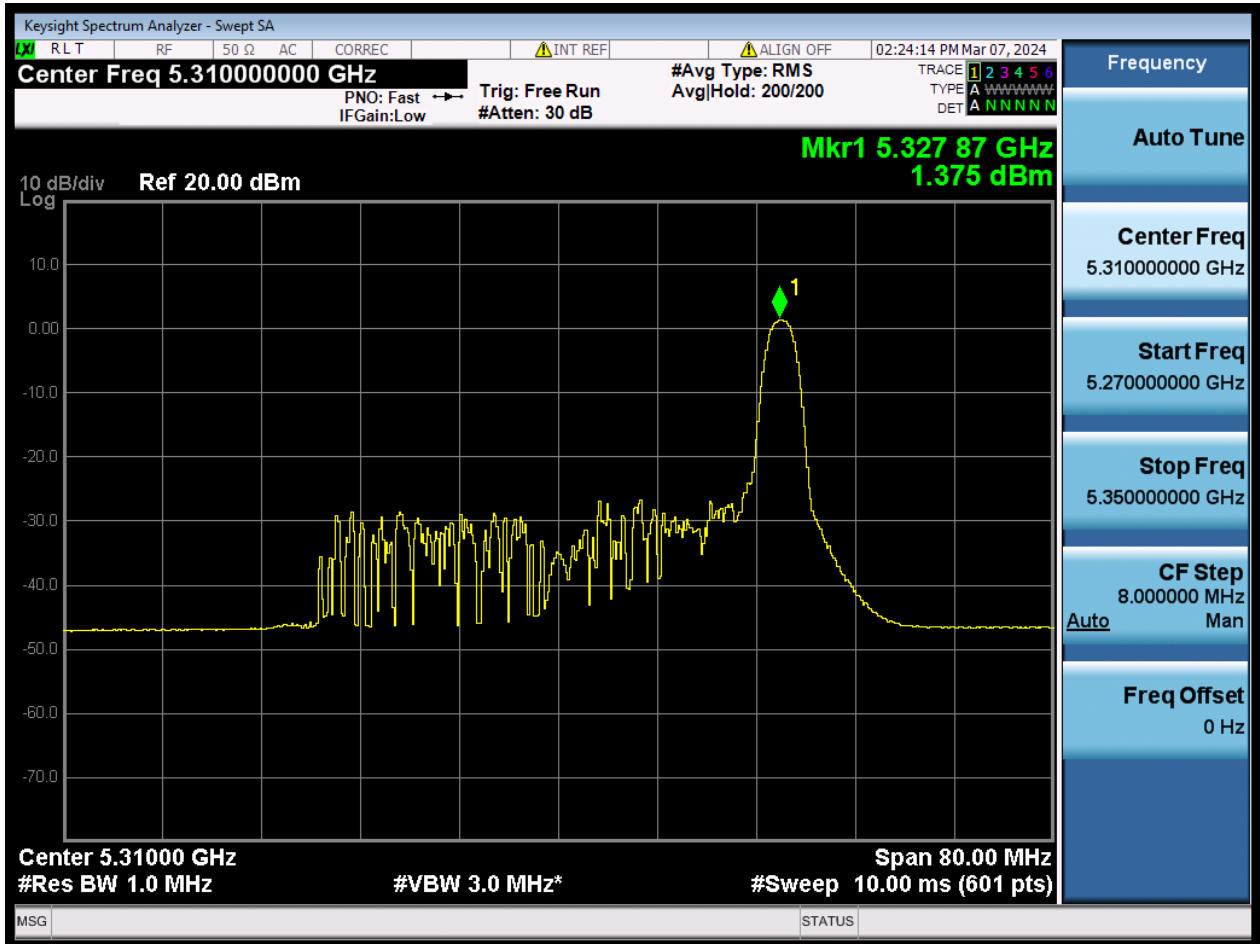 Keysight Spectrum Analyzer - Swept SA
LXI RLT RF 50 Ω AC CORREC INT REF ALIGN OFF 02:24:14 PM Mar 07, 2024
Center Freq 5.310000000 GHz
PNO: Fast
IFGain:Low
Trig: Free Run
#Atten: 30 dB
#Avg Type: RMS
Avg|Hold: 200/200
TRACE 1 2 3 4 5 6
TYPE A WWWWW
DET A N N N N N
Mkr1 5.327 87 GHz
1.375 dBm
10 dB/div Ref 20.00 dBm
Log
10.0
0.00
-10.0
-20.0
-30.0
-40.0
-50.0
-60.0
-70.0
1
Center 5.31000 GHz Span 80.00 MHz
#Res BW 1.0 MHz #VBW 3.0 MHz* #Sweep 10.00 ms (601 pts)
MSG STATUS
Frequency
Auto Tune
Center Freq
5.310000000 GHz
Start Freq
5.270000000 GHz
Stop Freq
5.350000000 GHz
CF Step
8.000000 MHz
Auto Man
Freq Offset
0 Hz